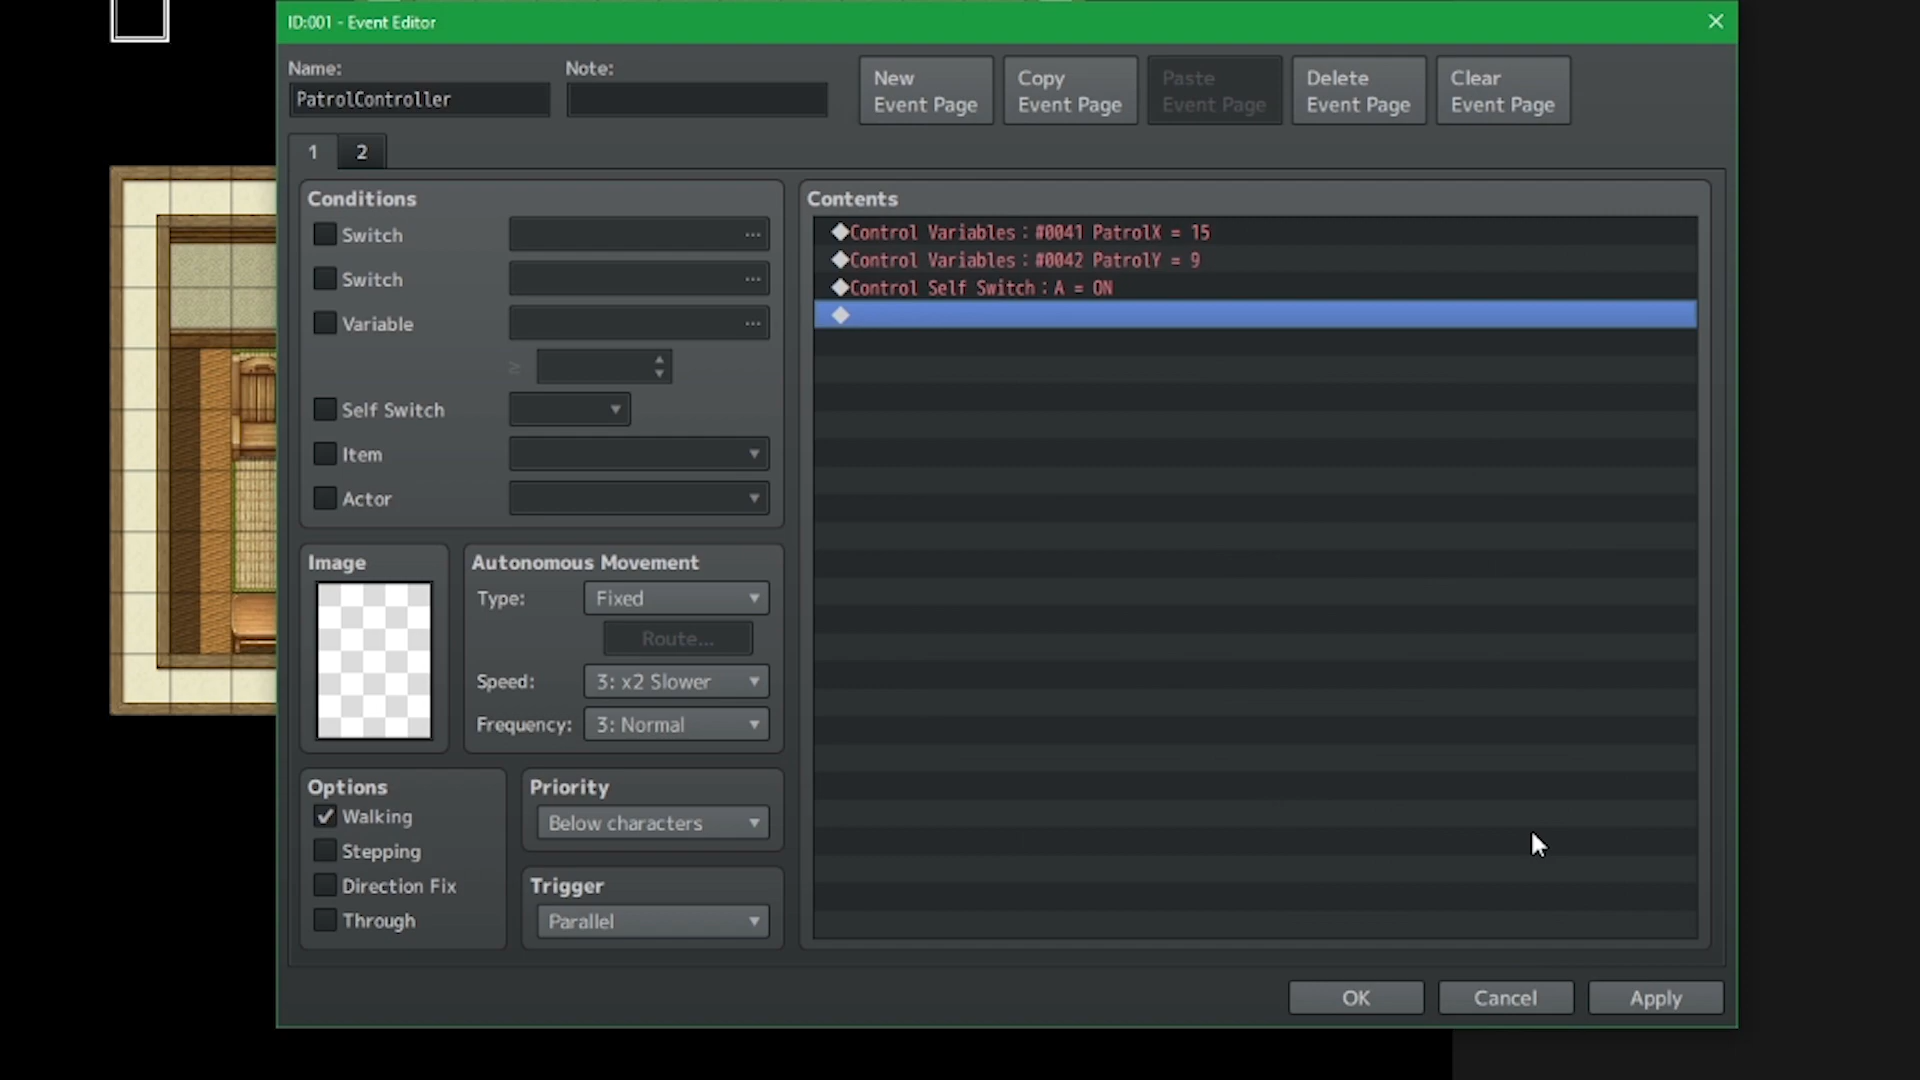 ID:001 - Event Editor
Name:
Note:
PatrolController
New
Event Page
Copy
Event Page
Paste
Event Page
Delete
Event Page
Clear
Event Page
1
2
Conditions
Switch
...
Switch
...
Variable
...
≥
Self Switch
Item
Actor
Contents
◆Control Variables : #0041 PatrolX = 15
◆Control Variables : #0042 PatrolY = 9
◆Control Self Switch : A = ON
◆
Image
Autonomous Movement
Type:
Fixed
Route...
Speed:
3: x2 Slower
Frequency:
3: Normal
Options
Walking
Stepping
Direction Fix
Through
Priority
Below characters
Trigger
Parallel
OK
Cancel
Apply